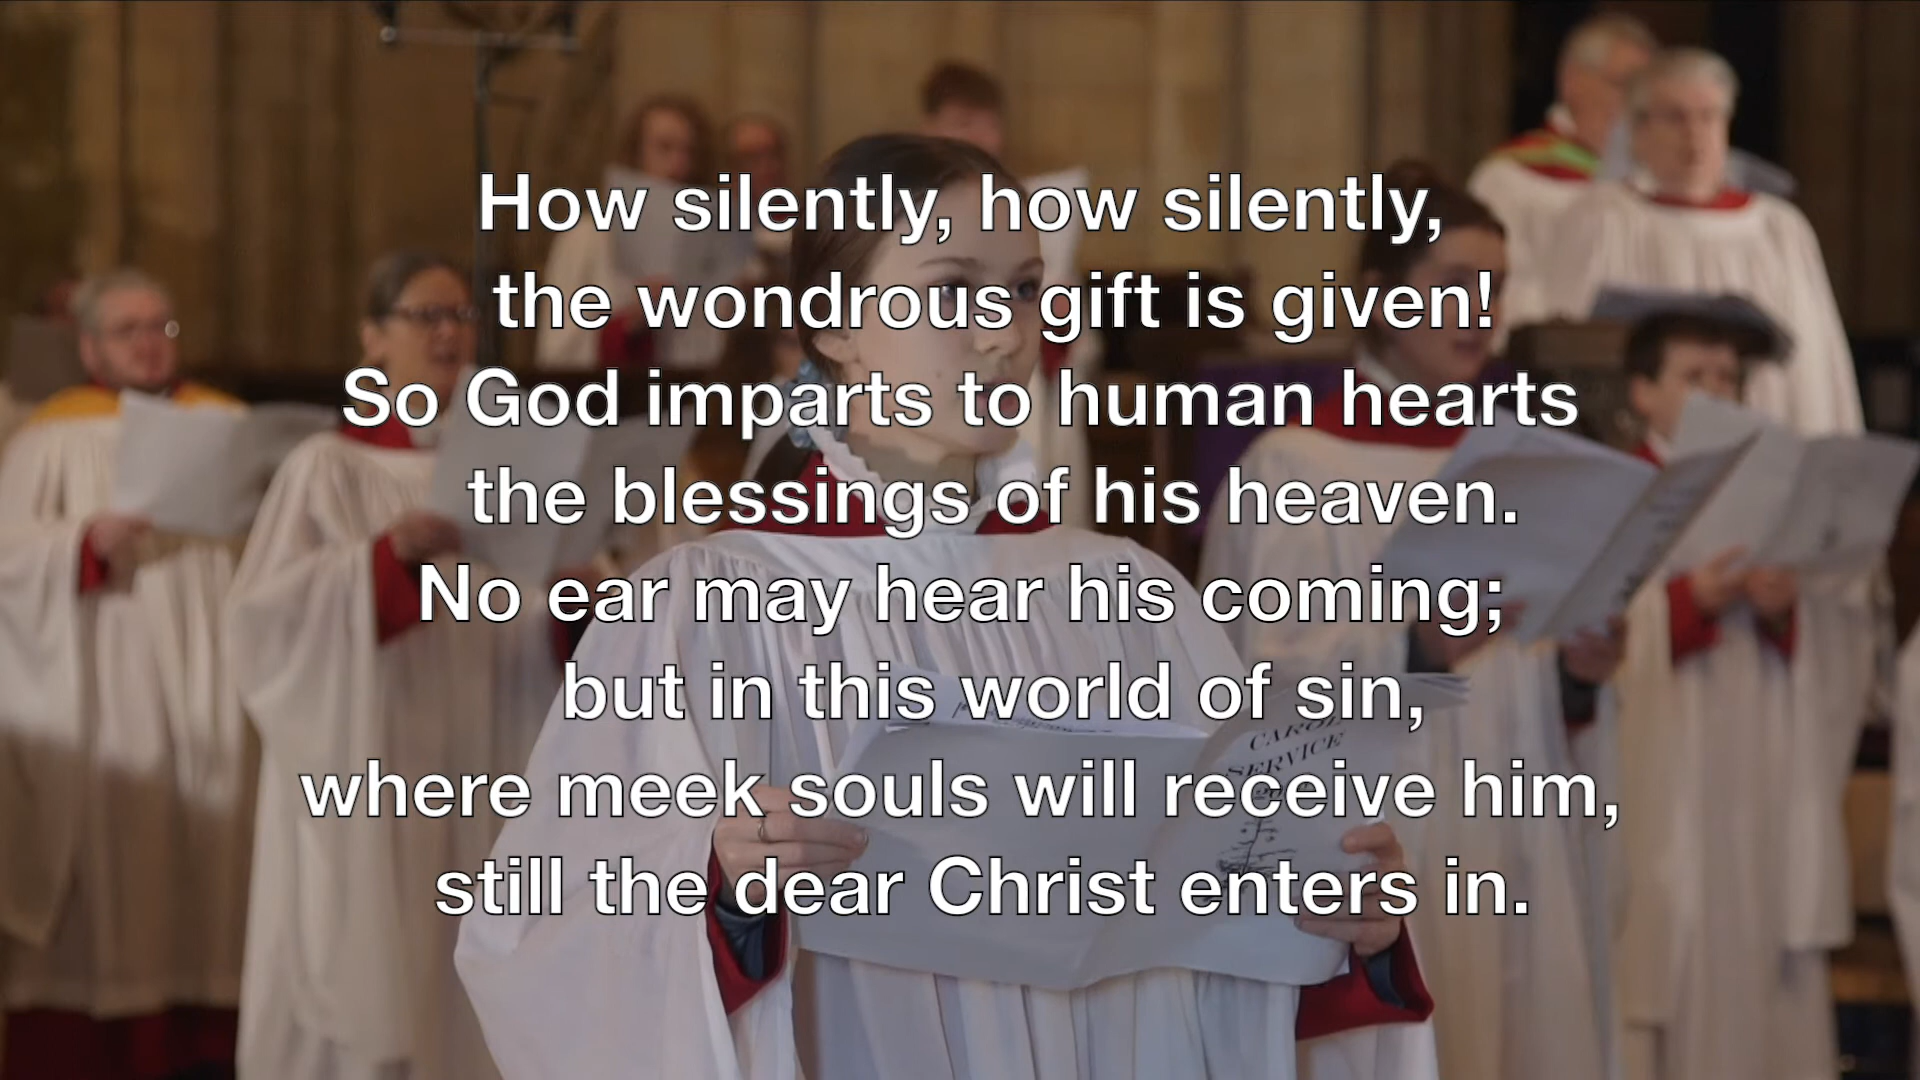 How silently, how silently,
the wondrous gift is given!
So God imparts to human hearts
the blessings of his heaven.
No ear may hear his coming;
but in this world of sin,
where meek souls will receive him,
still the dear Christ enters in.
CAROL
SERVICE